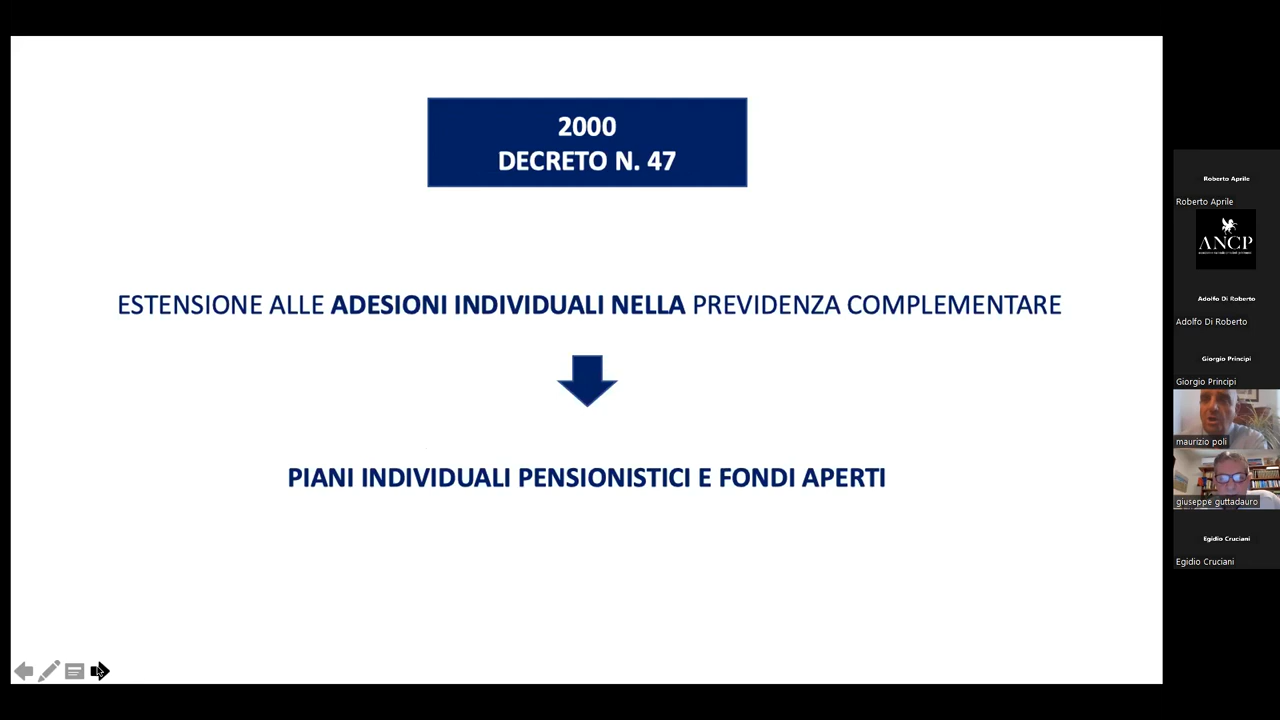 2000
DECRETO N. 47
ESTENSIONE ALLE ADESIONI INDIVIDUALI NELLA PREVIDENZA COMPLEMENTARE
PIANI INDIVIDUALI PENSIONISTICI E FONDI APERTI
Roberto Aprile
Roberto Aprile
ANCP
Adolfo Di Roberto
Adolfo Di Roberto
Giorgio Principi
Giorgio Principi
maurizio poli
giuseppe guttadauro
Egidio Cruciani
Egidio Cruciani